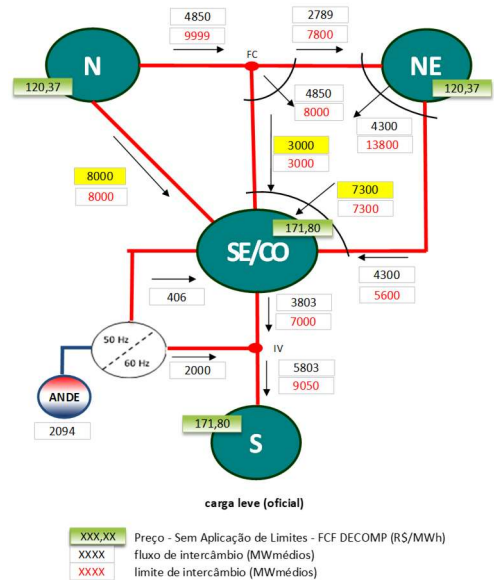 4850
9999
2789
7800
FC
N
120,37
NE
120,37
4850
8000
4300
13800
3000
3000
8000
8000
7300
7300
171,80
SE/CO
4300
5600
406
3803
7000
50 Hz
60 Hz
IV
2000
5803
9050
ANDE
2094
171,80
S
carga leve (oficial)
XXX,XX Preço - Sem Aplicação de Limites - FCF DECOMP (R$/MWh)
XXXX fluxo de intercâmbio (MWmédios)
XXXX limite de intercâmbio (MWmédios)